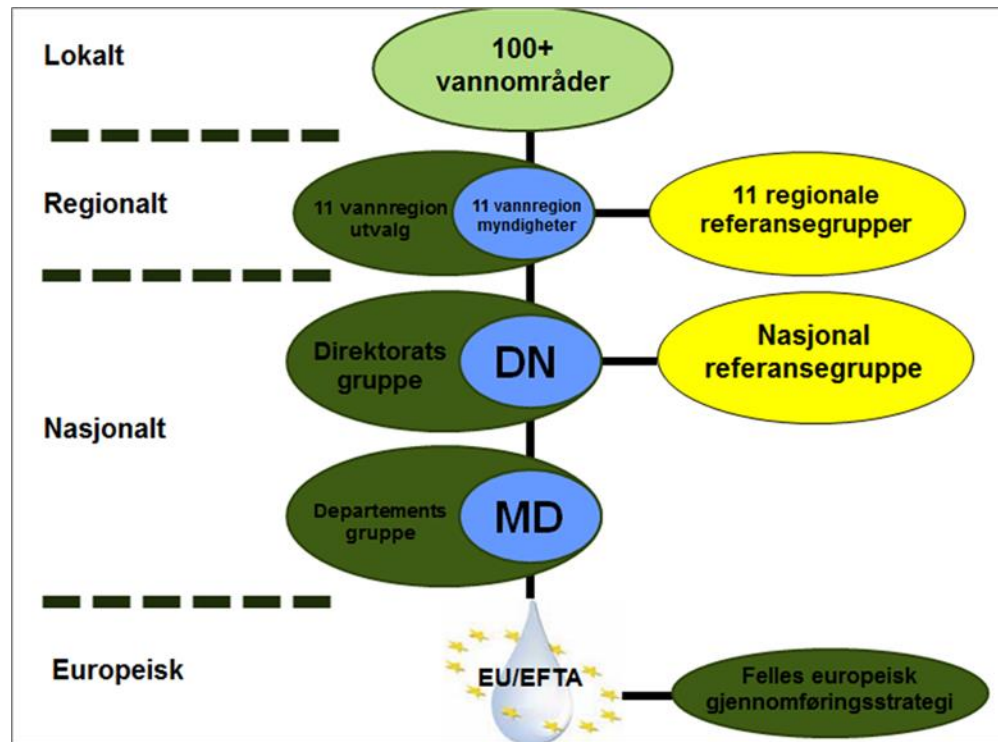 Lokalt
100+
vannområder
Regionalt
11 vannregion
utvalg
11 vannregion
myndigheter
11 regionale
referansegrupper
Nasjonalt
Direktorats
gruppe
DN
Nasjonal
referansegruppe
Departements
gruppe
MD
Europeisk
EU/EFTA
Felles europeisk
gjennomføringsstrategi